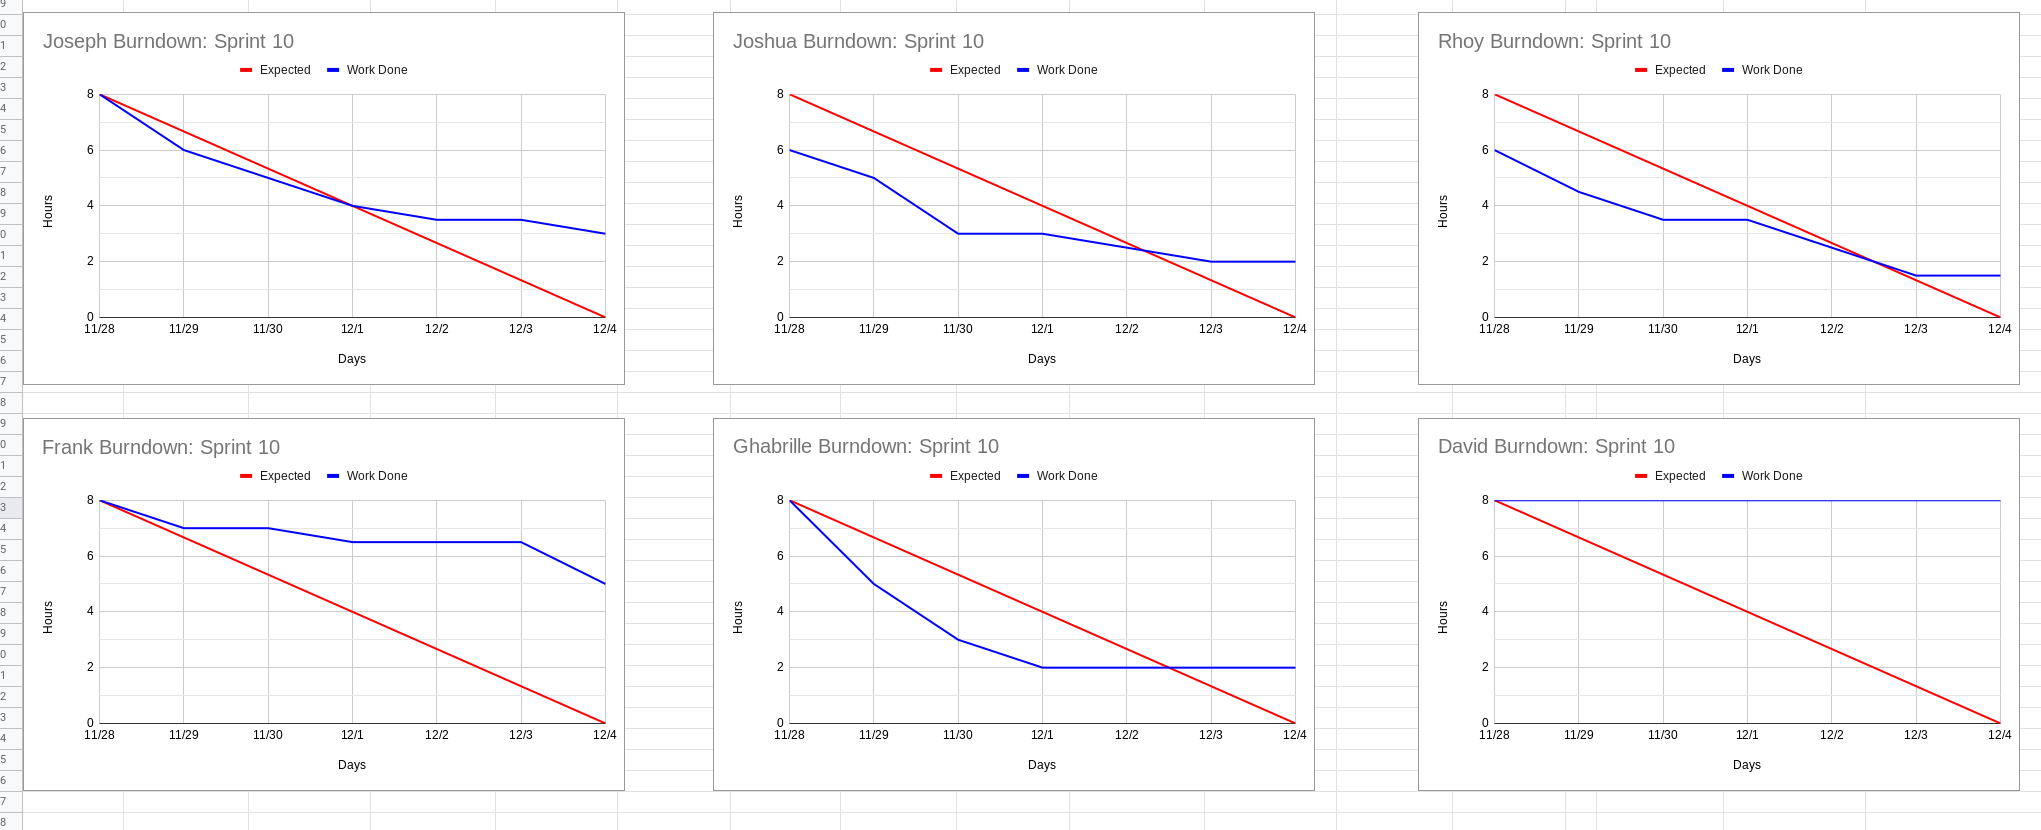 Joseph Burndown: Sprint 10
Expected Work Done
8
6
4
2
0
Hours
11/28 11/29 11/30 12/1 12/2 12/3 12/4
Days
Joshua Burndown: Sprint 10
Expected Work Done
8
6
4
2
0
Hours
11/28 11/29 11/30 12/1 12/2 12/3 12/4
Days
Rhoy Burndown: Sprint 10
Expected Work Done
8
6
4
2
0
Hours
11/28 11/29 11/30 12/1 12/2 12/3 12/4
Days
Frank Burndown: Sprint 10
Expected Work Done
8
6
4
2
0
Hours
11/28 11/29 11/30 12/1 12/2 12/3 12/4
Days
Ghabrille Burndown: Sprint 10
Expected Work Done
8
6
4
2
0
Hours
11/28 11/29 11/30 12/1 12/2 12/3 12/4
Days
David Burndown: Sprint 10
Expected Work Done
8
6
4
2
0
Hours
11/28 11/29 11/30 12/1 12/2 12/3 12/4
Days